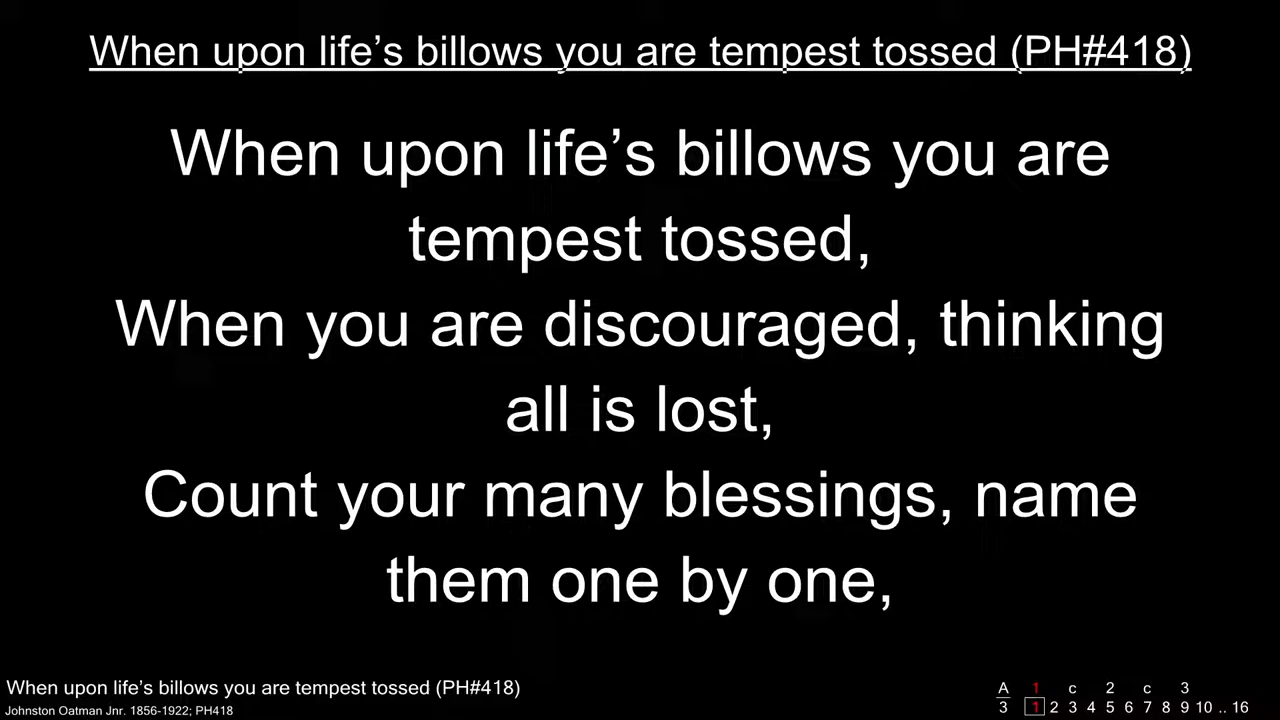 When upon life’s billows you are tempest tossed (PH#418)
When upon life’s billows you are
tempest tossed,
When you are discouraged, thinking
all is lost,
Count your many blessings, name
them one by one,
When upon life’s billows you are tempest tossed (PH#418)
Johnston Oatman Jnr. 1856-1922; PH418
A 1 c 2 c 3
3 1 2 3 4 5 6 7 8 9 10 .. 16